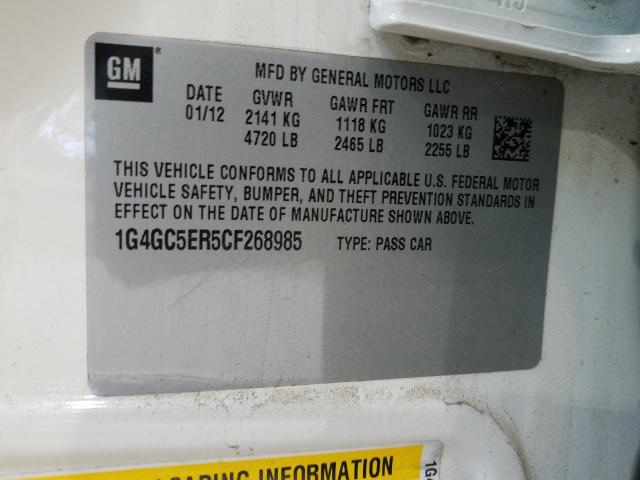 GM
®
MFD BY GENERAL MOTORS LLC
DATE GVWR GAWR FRT GAWR RR
01/12 2141 KG 1118 KG 1023 KG
4720 LB 2465 LB 2255 LB
THIS VEHICLE CONFORMS TO ALL APPLICABLE U.S. FEDERAL MOTOR
VEHICLE SAFETY, BUMPER, AND THEFT PREVENTION STANDARDS IN
EFFECT ON THE DATE OF MANUFACTURE SHOWN ABOVE.
1G4GC5ER5CF268985 TYPE: PASS CAR
INFORMATION